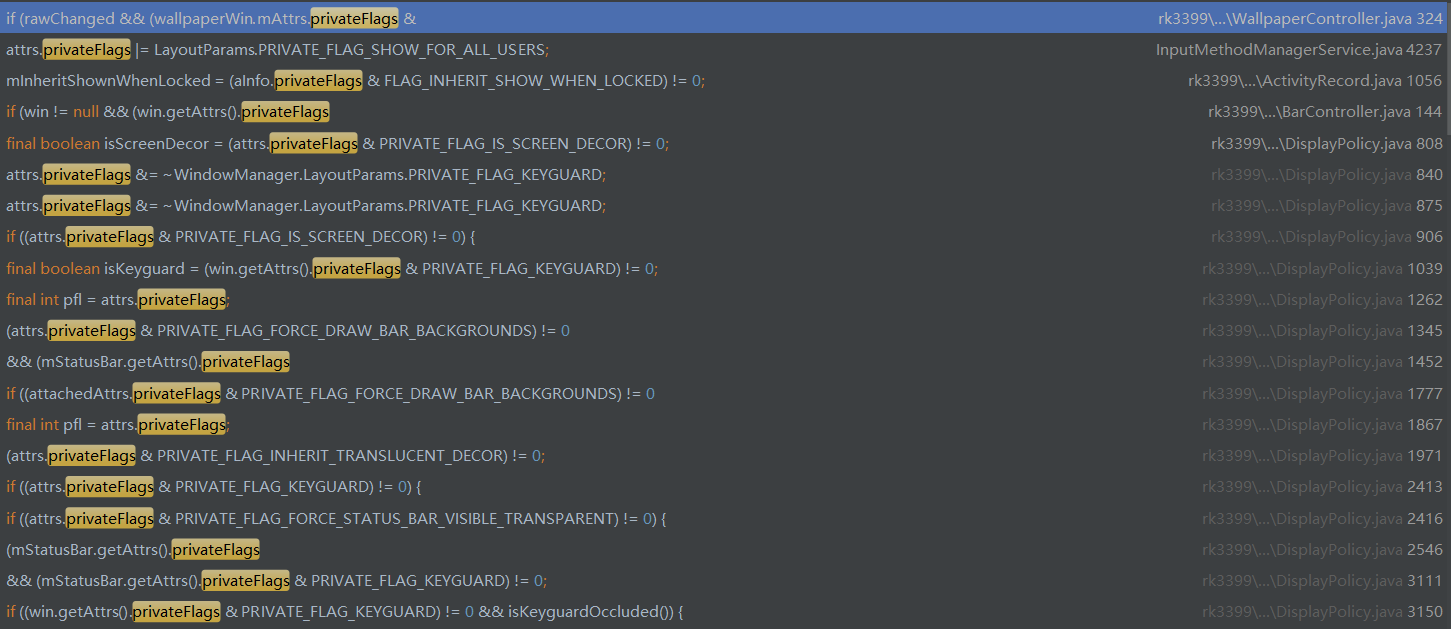 if (rawChanged && (wallpaperWin.mAttrs.privateFlags & rk3399\...\WallpaperController.java 324
attrs.privateFlags |= LayoutParams.PRIVATE_FLAG_SHOW_FOR_ALL_USERS; InputMethodManagerService.java 4237
mInheritShownWhenLocked = (aInfo.privateFlags & FLAG_INHERIT_SHOW_WHEN_LOCKED) != 0; rk3399\...\ActivityRecord.java 1056
if (win != null && (win.getAttrs().privateFlags rk3399\...\BarController.java 144
final boolean isScreenDecor = (attrs.privateFlags & PRIVATE_FLAG_IS_SCREEN_DECOR) != 0; rk3399\...\DisplayPolicy.java 808
attrs.privateFlags &= ~WindowManager.LayoutParams.PRIVATE_FLAG_KEYGUARD; rk3399\...\DisplayPolicy.java 840
attrs.privateFlags &= ~WindowManager.LayoutParams.PRIVATE_FLAG_KEYGUARD; rk3399\...\DisplayPolicy.java 875
if ((attrs.privateFlags & PRIVATE_FLAG_IS_SCREEN_DECOR) != 0) { rk3399\...\DisplayPolicy.java 906
final boolean isKeyguard = (win.getAttrs().privateFlags & PRIVATE_FLAG_KEYGUARD) != 0; rk3399\...\DisplayPolicy.java 1039
final int pfl = attrs.privateFlags; rk3399\...\DisplayPolicy.java 1262
(attrs.privateFlags & PRIVATE_FLAG_FORCE_DRAW_BAR_BACKGROUNDS) != 0 rk3399\...\DisplayPolicy.java 1345
&& (mStatusBar.getAttrs().privateFlags rk3399\...\DisplayPolicy.java 1452
if ((attachedAttrs.privateFlags & PRIVATE_FLAG_FORCE_DRAW_BAR_BACKGROUNDS) != 0 rk3399\...\DisplayPolicy.java 1777
final int pfl = attrs.privateFlags; rk3399\...\DisplayPolicy.java 1867
(attrs.privateFlags & PRIVATE_FLAG_INHERIT_TRANSLUCENT_DECOR) != 0; rk3399\...\DisplayPolicy.java 1971
if ((attrs.privateFlags & PRIVATE_FLAG_KEYGUARD) != 0) { rk3399\...\DisplayPolicy.java 2413
if ((attrs.privateFlags & PRIVATE_FLAG_FORCE_STATUS_BAR_VISIBLE_TRANSPARENT) != 0) { rk3399\...\DisplayPolicy.java 2416
(mStatusBar.getAttrs().privateFlags rk3399\...\DisplayPolicy.java 2546
&& (mStatusBar.getAttrs().privateFlags & PRIVATE_FLAG_KEYGUARD) != 0; rk3399\...\DisplayPolicy.java 3111
if ((win.getAttrs().privateFlags & PRIVATE_FLAG_KEYGUARD) != 0 && isKeyguardOccluded()) { rk3399\...\DisplayPolicy.java 3150